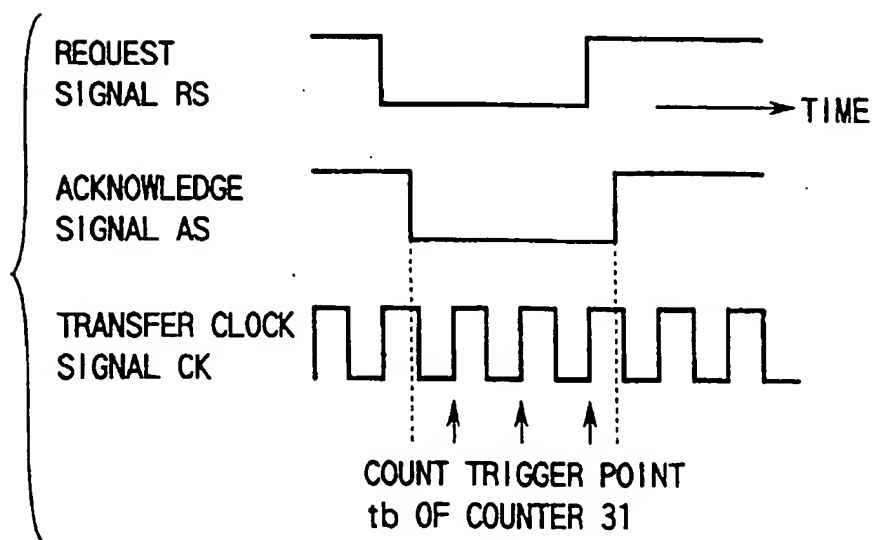 REQUEST
SIGNAL RS
TIME
ACKNOWLEDGE
SIGNAL AS
TRANSFER CLOCK
SIGNAL CK
COUNT TRIGGER POINT
tb OF COUNTER 31